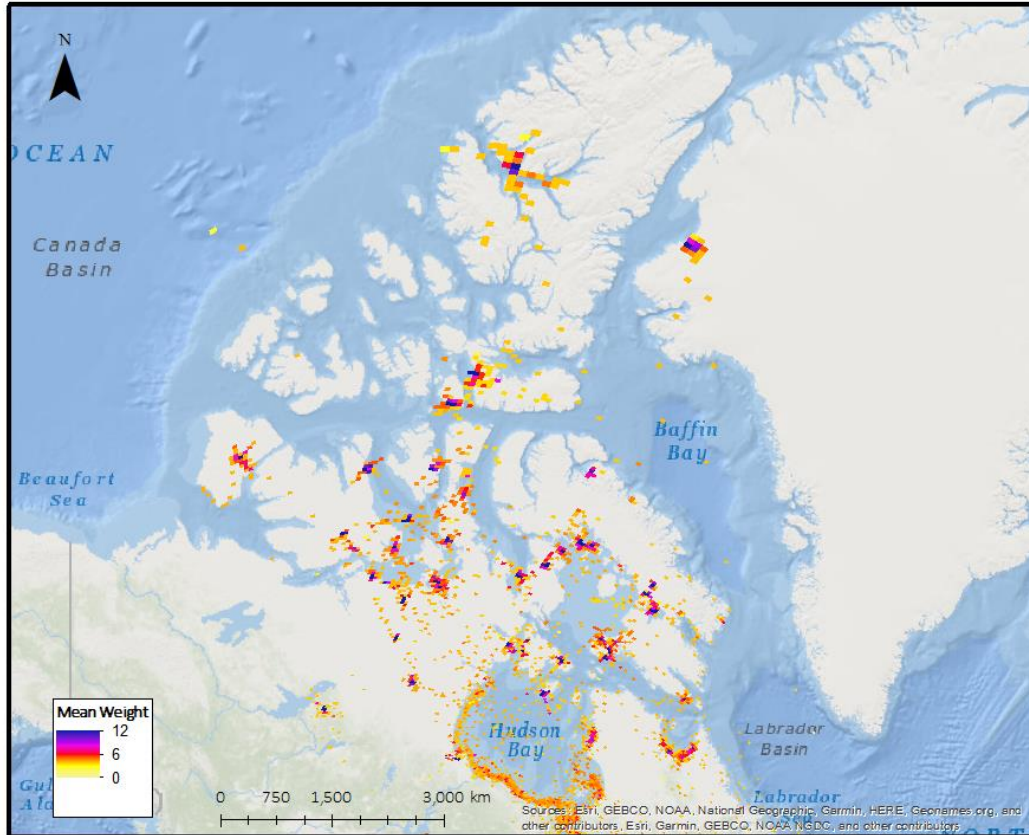 N
OCEAN
Canada
Basin
Baffin
Bay
Beaufort
Sea
Mean Weight
12
6
0
Hudson
Bay
Labrador
Basin
Labrador
0 750 1,500 3,000 km
Sources: Esri, GEBCO, NOAA, National Geographic, Garmin, HERE, Geonames.org, and
other contributors, Esri, Garmin, GEBCO, NOAA NGDC, and other contributors